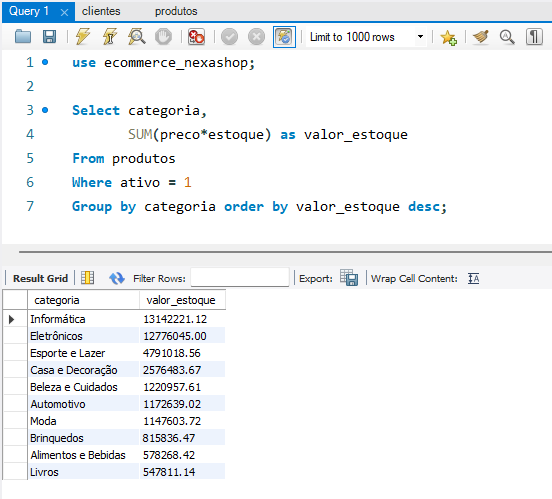 Query 1 clientes produtos
Limit to 1000 rows
1 use ecommerce_nexashop;
2
3 Select categoria,
4 SUM(preco*estoque) as valor_estoque
5 From produtos
6 Where ativo = 1
7 Group by categoria order by valor_estoque desc;
Result Grid Filter Rows: Export: Wrap Cell Content:
categoria valor_estoque
Informática 13142221.12
Eletrônicos 12776045.00
Esporte e Lazer 4791018.56
Casa e Decoração 2576483.67
Beleza e Cuidados 1220957.61
Automotivo 1172639.02
Moda 1147603.72
Brinquedos 815836.47
Alimentos e Bebidas 578268.42
Livros 547811.14